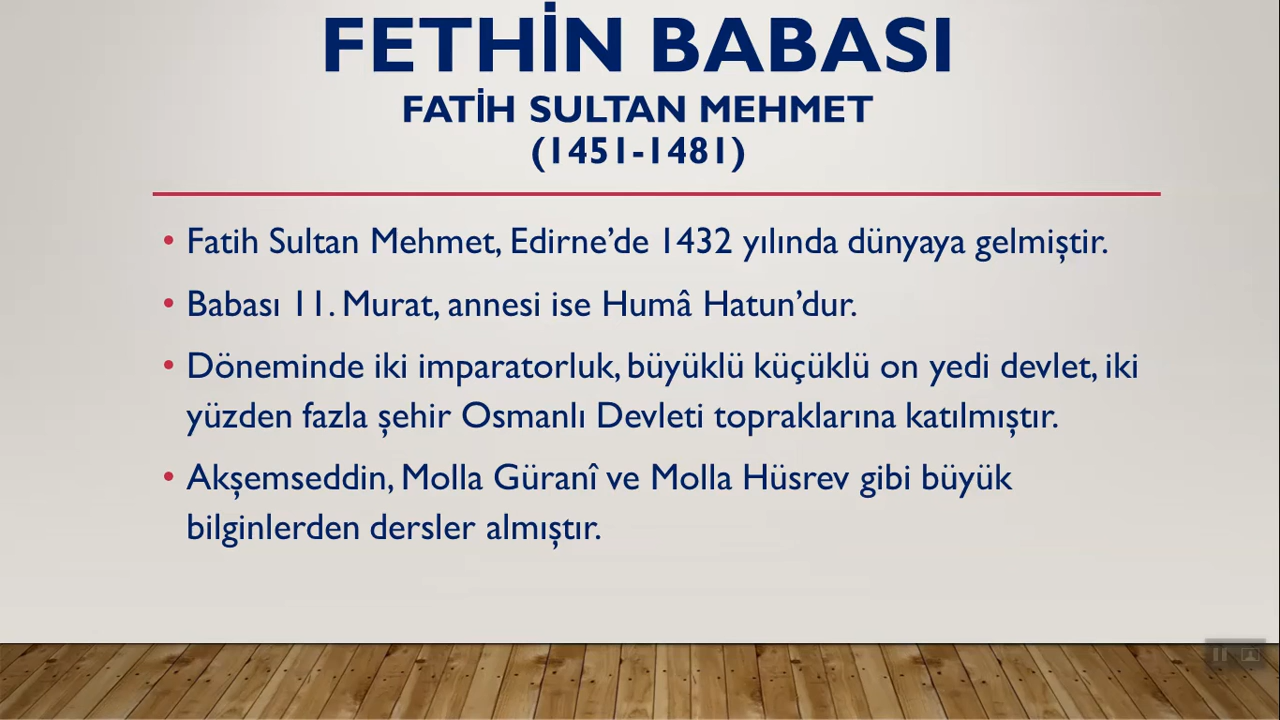 FETHİN BABASI
FATİH SULTAN MEHMET
(1451-1481)
• Fatih Sultan Mehmet, Edirne’de 1432 yılında dünyaya gelmiştir.
• Babası 11. Murat, annesi ise Humâ Hatun’dur.
• Döneminde iki imparatorluk, büyüklü küçüklü on yedi devlet, iki
yüzden fazla şehir Osmanlı Devleti topraklarına katılmıştır.
• Akşemseddin, Molla Güranî ve Molla Hüsrev gibi büyük
bilginlerden dersler almıştır.